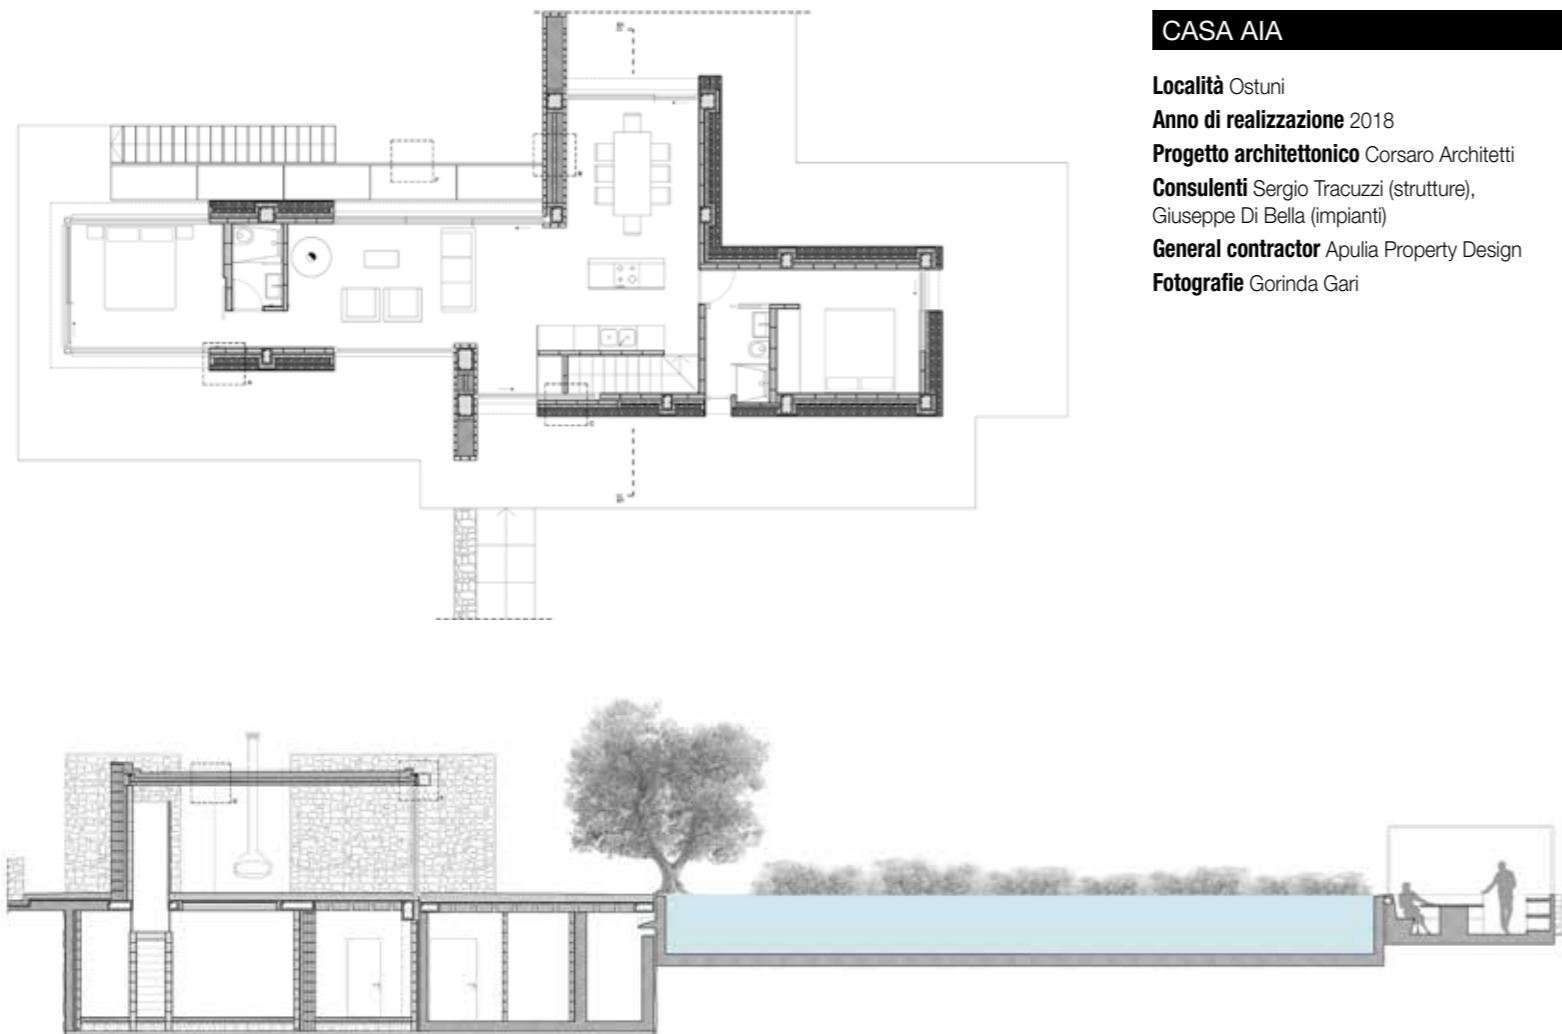 CASA AIA
Località Ostuni
Anno di realizzazione 2018
Progetto architettonico Corsaro Architetti
Consulenti Sergio Tracuzzi (strutture),
Giuseppe Di Bella (impianti)
General contractor Apulia Property Design
Fotografie Gorinda Gari